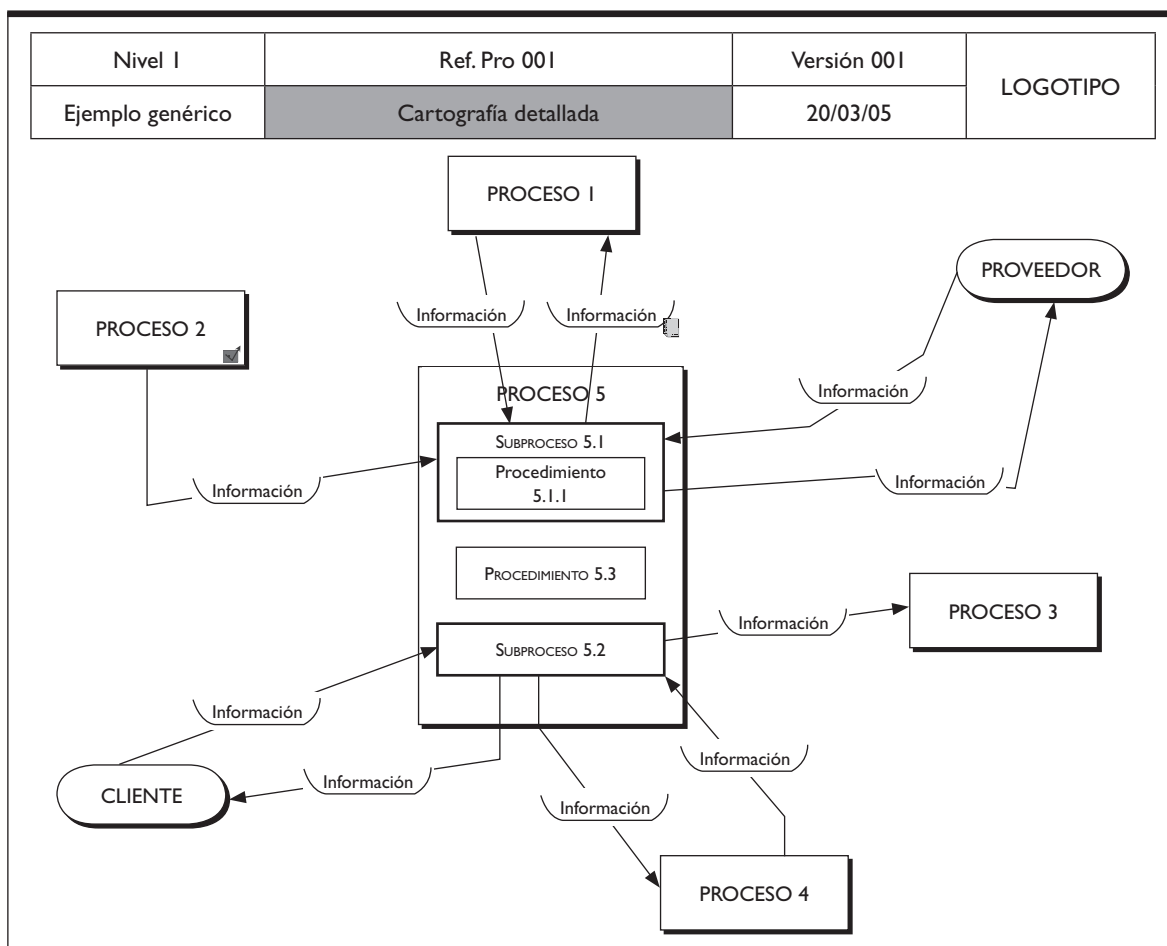 Nivel 1
Ref. Pro 001
Versión 001
LOGOTIPO
Ejemplo genérico
Cartografía detallada
20/03/05
PROCESO 1
PROVEEDOR
Información
Información
PROCESO 2
PROCESO 5
Información
SUBPROCESO 5.1
Procedimiento
5.1.1
Información
Información
PROCEDIMIENTO 5.3
PROCESO 3
Información
SUBPROCESO 5.2
Información
Información
CLIENTE
Información
Información
PROCESO 4